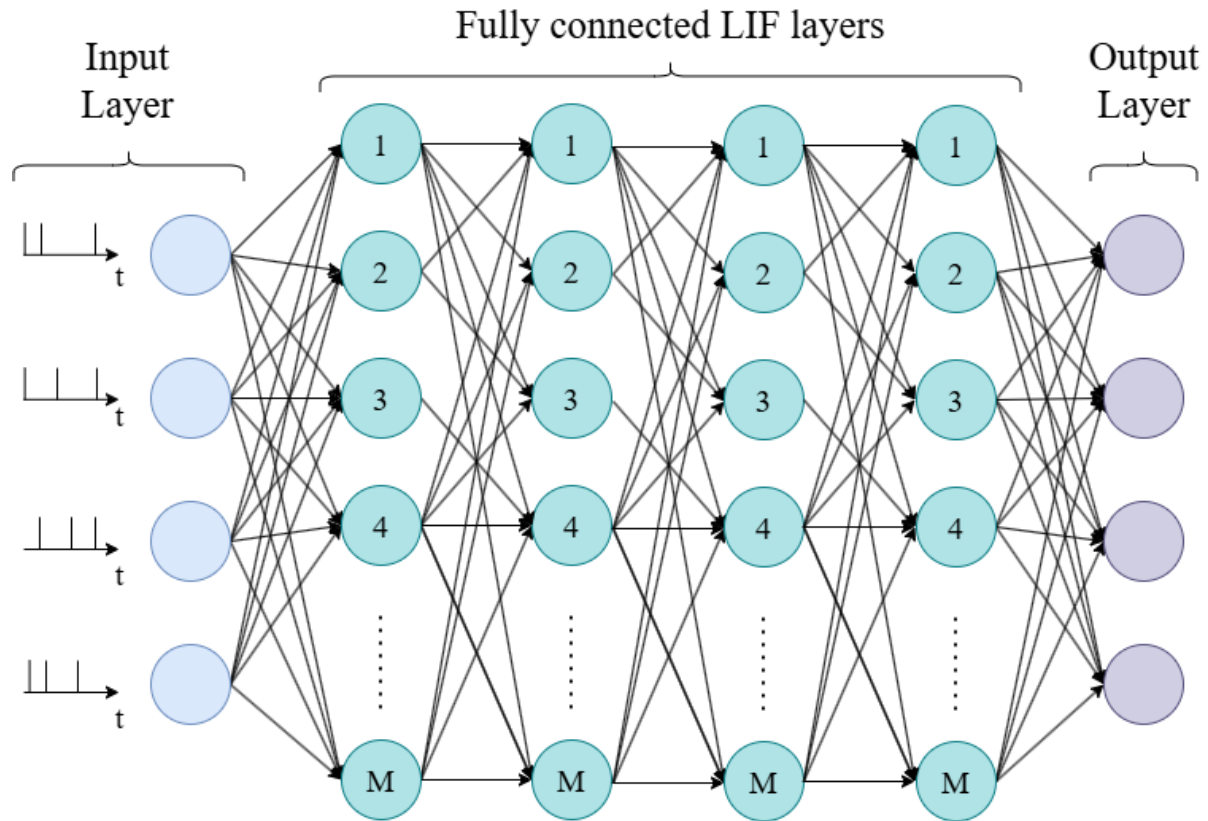 Fully connected LIF layers
Input
Layer
Output
Layer
1 1 1 1
t
2 2 2 2
t
3 3 3 3
t
4 4 4 4
t
M M M M